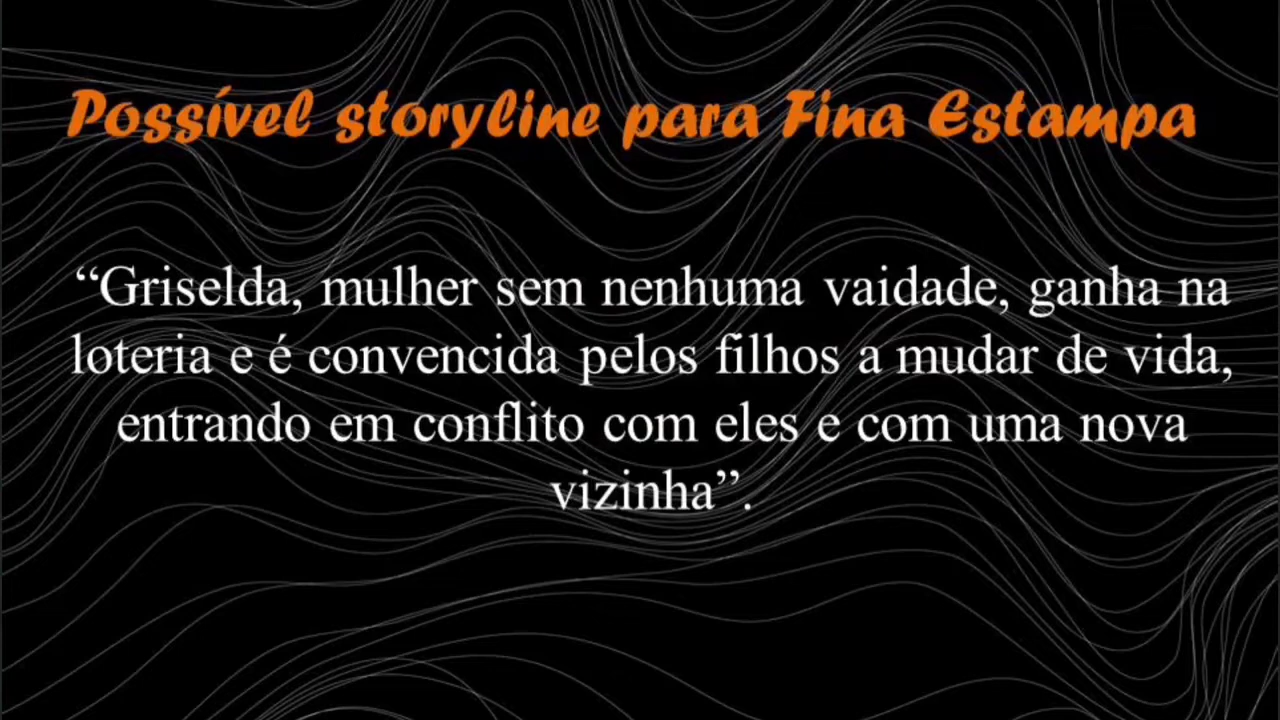 Possível storyline para Fina Estampa
“Griselda, mulher sem nenhuma vaidade, ganha na
loteria e é convencida pelos filhos a mudar de vida,
entrando em conflito com eles e com uma nova
vizinha”.